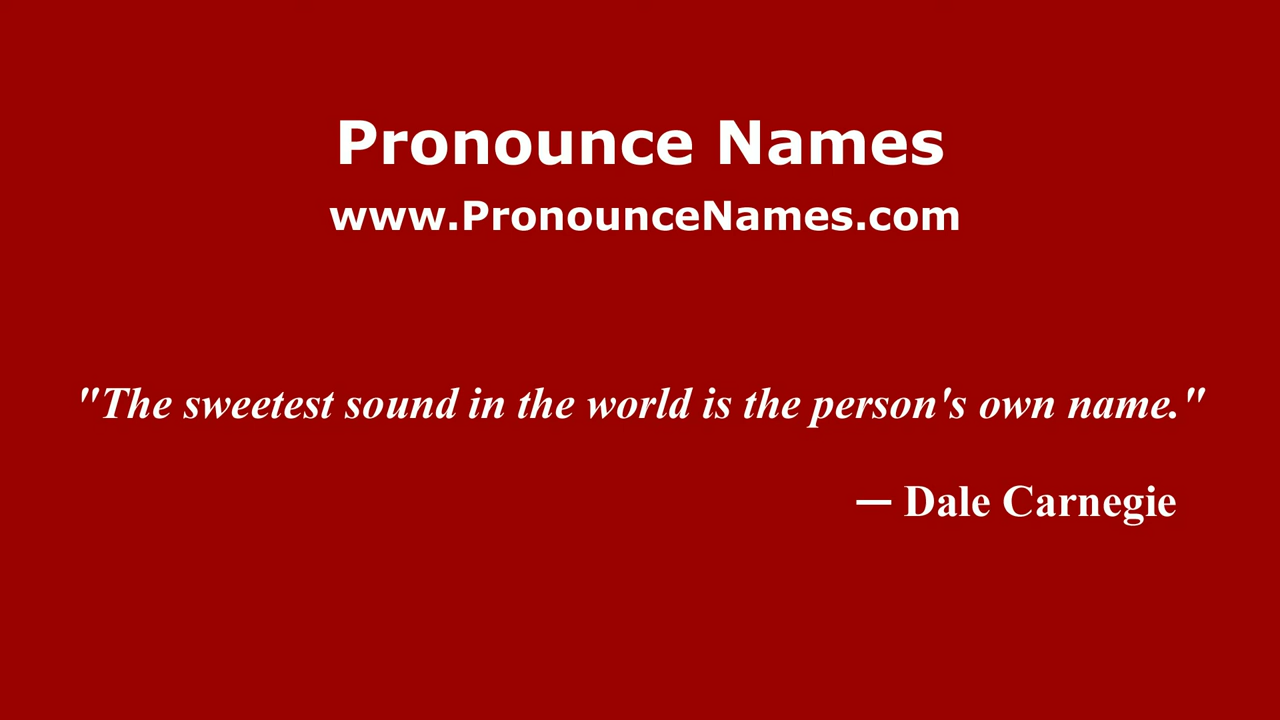 Pronounce Names
www.PronounceNames.com
"The sweetest sound in the world is the person's own name."
— Dale Carnegie